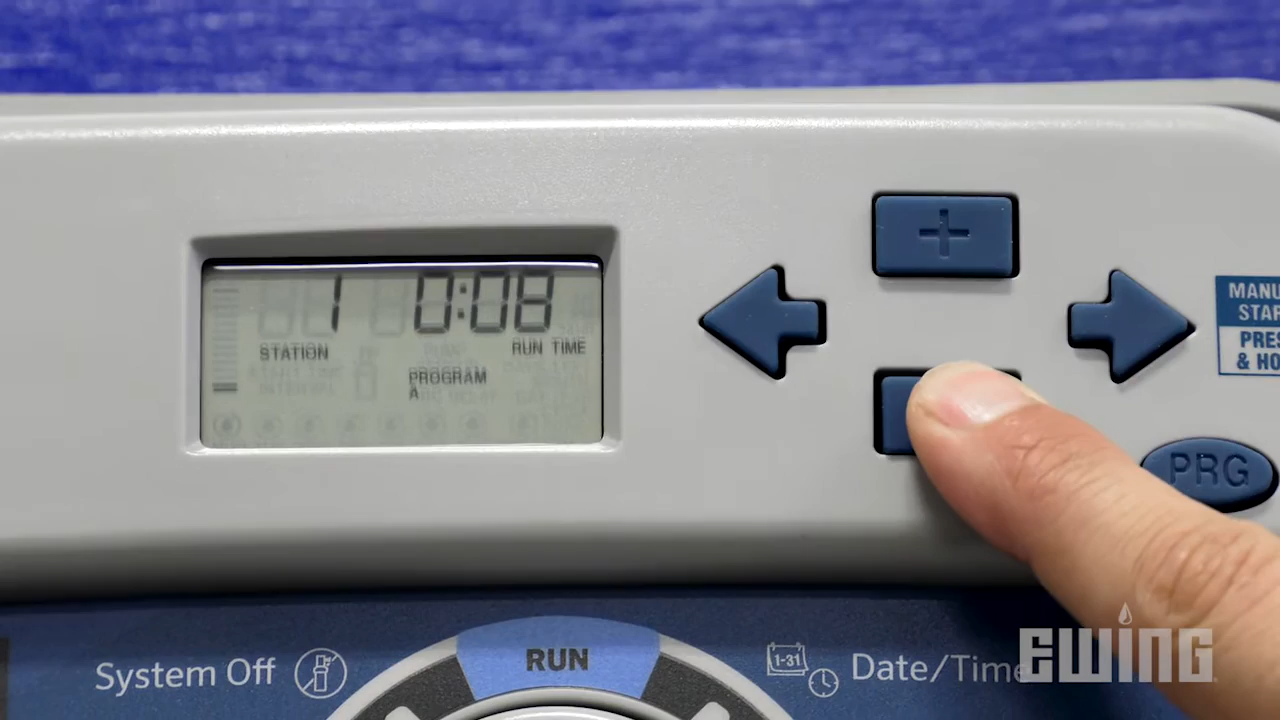 1 0:08
STATION
RUN TIME
PROGRAM
A
+
MANU
STAR
PRES
& HO
PRG
System Off
RUN
1-31
Date/Time
EWING